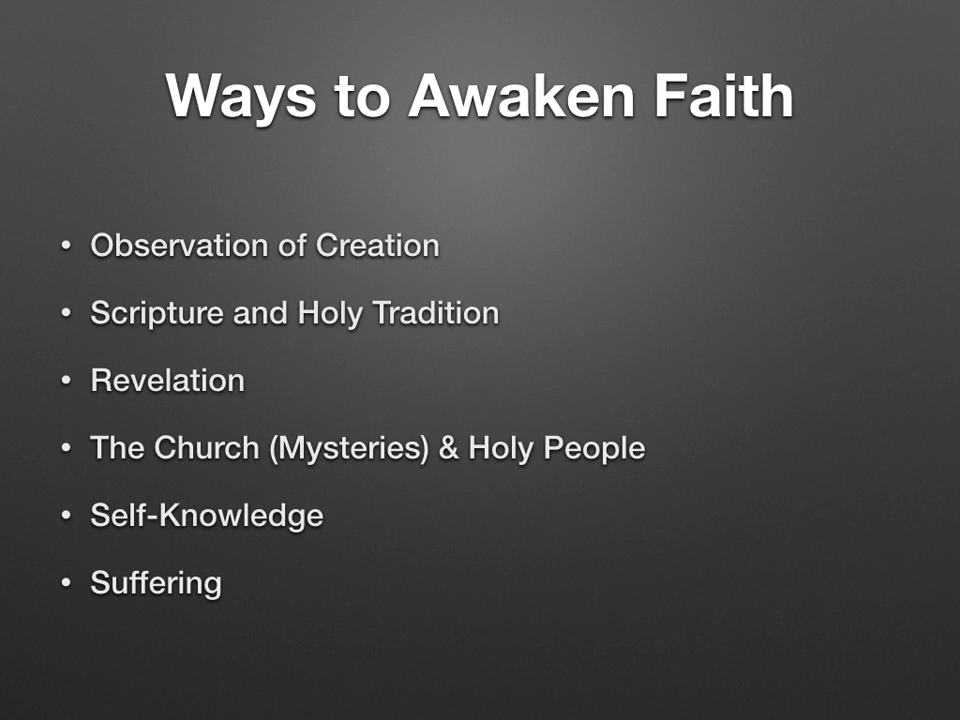 Ways to Awaken Faith
• Observation of Creation
• Scripture and Holy Tradition
• Revelation
• The Church (Mysteries) & Holy People
• Self-Knowledge
• Suffering